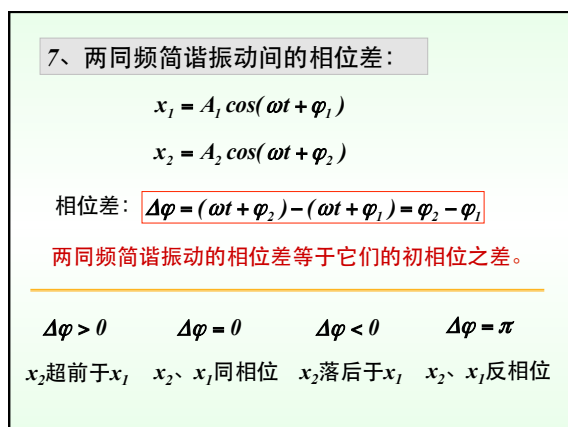 7、两同频简谐振动间的相位差：
x₁ = A₁ cos( ωt + φ₁ )
x₂ = A₂ cos( ωt + φ₂ )
相位差： Δφ = ( ωt + φ₂ ) − ( ωt + φ₁ ) = φ₂ − φ₁
两同频简谐振动的相位差等于它们的初相位之差。
Δφ > 0 Δφ = 0 Δφ < 0 Δφ = π
x₂超前于x₁ x₂、x₁同相位 x₂落后于x₁ x₂、x₁反相位